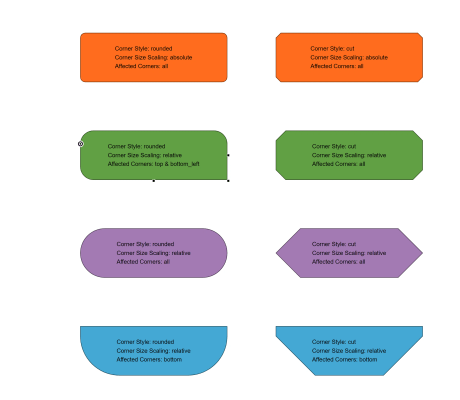 Corner Style: rounded
Corner Size Scaling: absolute
Affected Corners: all
Corner Style: cut
Corner Size Scaling: absolute
Affected Corners: all
Corner Style: rounded
Corner Size Scaling: relative
Affected Corners: top & bottom_left
Corner Style: cut
Corner Size Scaling: relative
Affected Corners: all
Corner Style: rounded
Corner Size Scaling: relative
Affected Corners: all
Corner Style: cut
Corner Size Scaling: relative
Affected Corners: all
Corner Style: rounded
Corner Size Scaling: relative
Affected Corners: bottom
Corner Style: cut
Corner Size Scaling: relative
Affected Corners: bottom